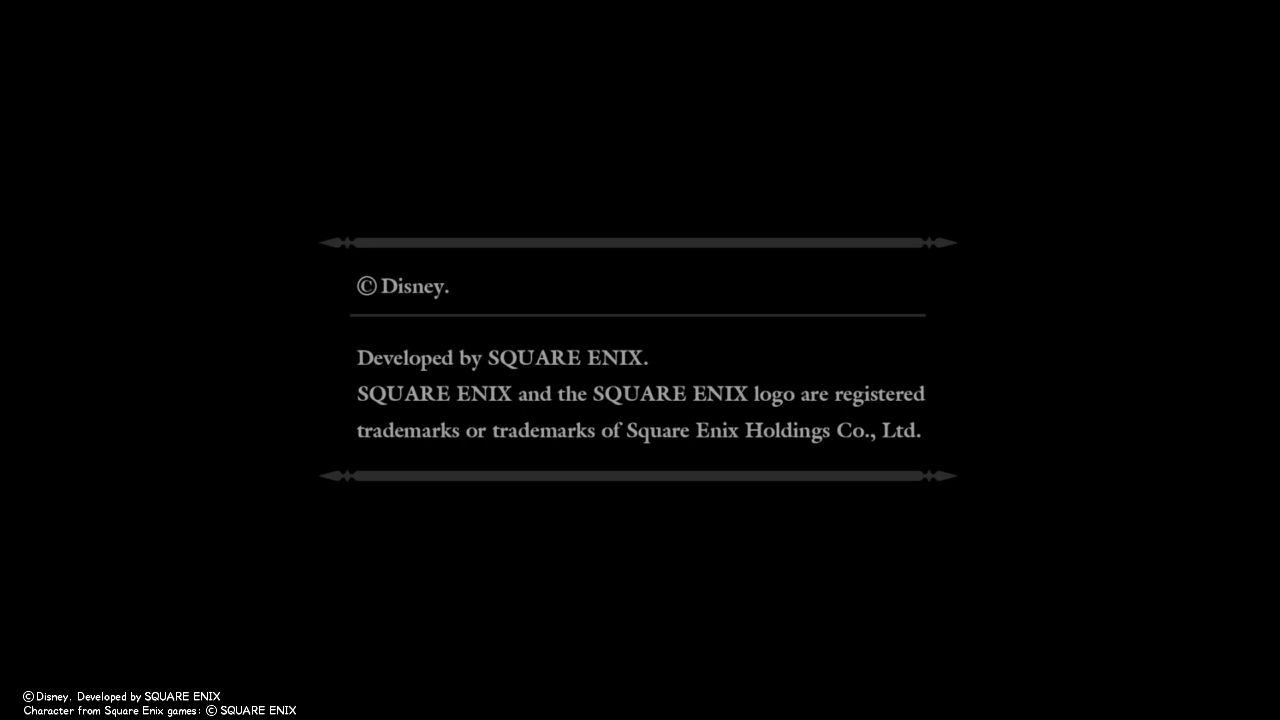 © Disney.
Developed by SQUARE ENIX.
SQUARE ENIX and the SQUARE ENIX logo are registered
trademarks or trademarks of Square Enix Holdings Co., Ltd.
© Disney. Developed by SQUARE ENIX
Character from Square Enix games: © SQUARE ENIX